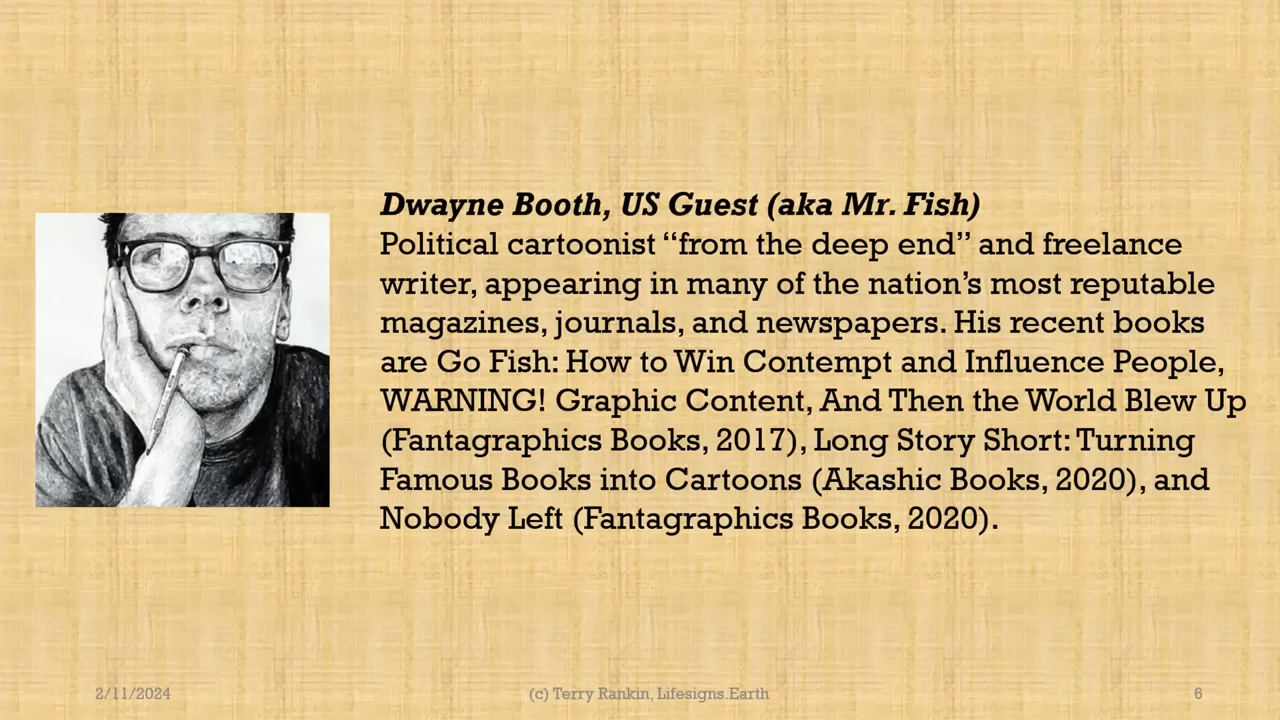 Dwayne Booth, US Guest (aka Mr. Fish)
Political cartoonist “from the deep end” and freelance
writer, appearing in many of the nation’s most reputable
magazines, journals, and newspapers. His recent books
are Go Fish: How to Win Contempt and Influence People,
WARNING! Graphic Content, And Then the World Blew Up
(Fantagraphics Books, 2017), Long Story Short: Turning
Famous Books into Cartoons (Akashic Books, 2020), and
Nobody Left (Fantagraphics Books, 2020).
2/11/2024
(c) Terry Rankin, Lifesigns.Earth
6